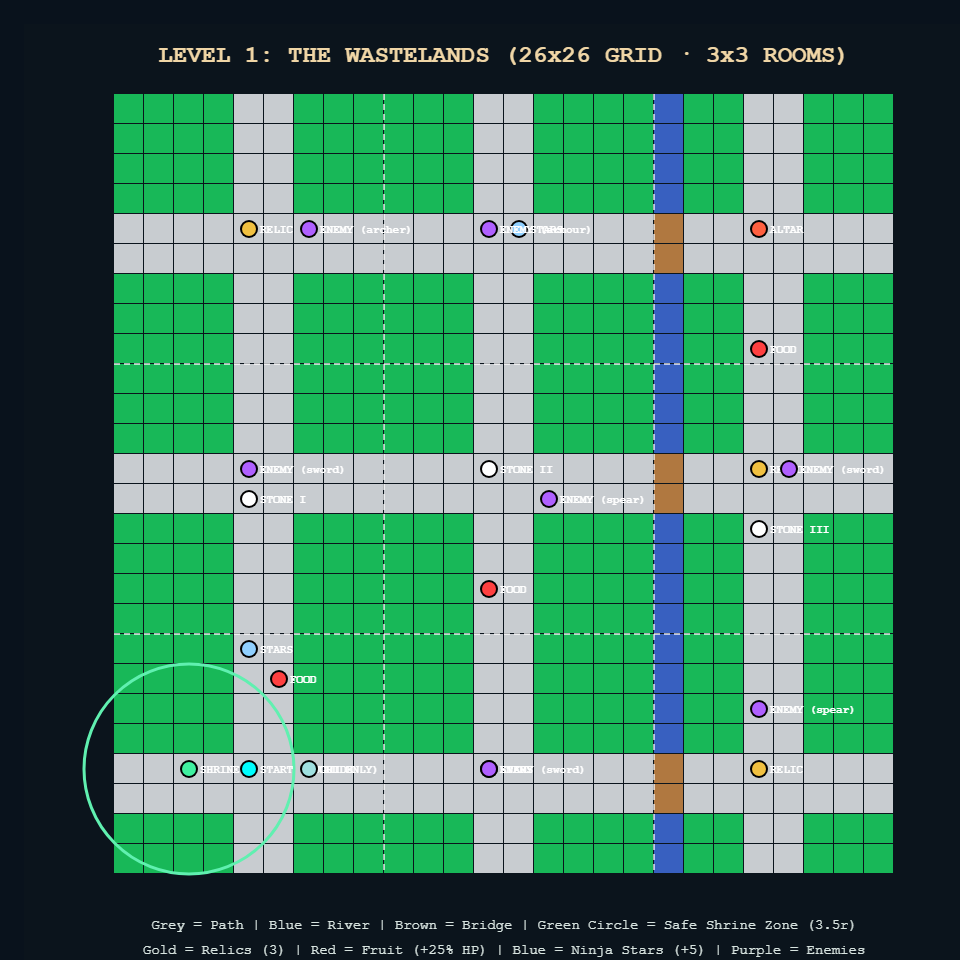 LEVEL 1: THE WASTELANDS (26x26 GRID · 3x3 ROOMS)
RELIC
ENEMY (archer)
ALTAR
FOOD
ENEMY (sword)
STONE II
ENEMY (sword)
STONE I
ENEMY (spear)
STONE III
FOOD
STARS
FOOD
ENEMY (spear)
SHRINE
START
(sword)
RELIC
Grey = Path | Blue = River | Brown = Bridge | Green Circle = Safe Shrine Zone (3.5r)
Gold = Relics (3) | Red = Fruit (+25% HP) | Blue = Ninja Stars (+5) | Purple = Enemies